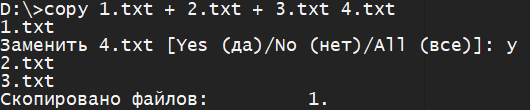 D:\>copy 1.txt + 2.txt + 3.txt 4.txt
1.txt
Заменить 4.txt [Yes (да)/No (нет)/All (все)]: y
2.txt
3.txt
Скопировано файлов:         1.